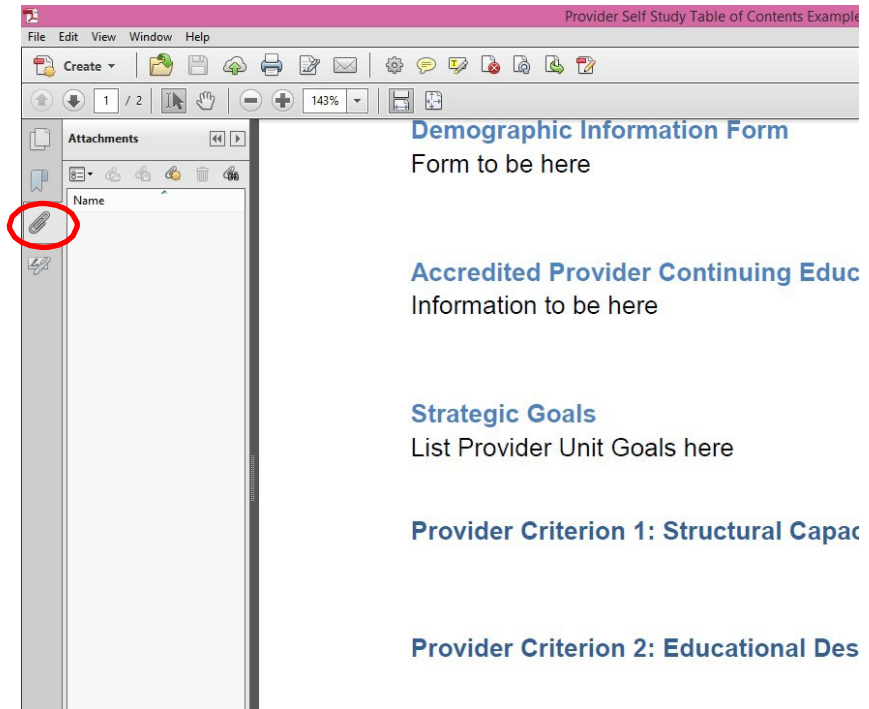 Provider Self Study Table of Contents Example
File Edit View Window Help
Create
1 / 2 143%
Attachments
Name
Demographic Information Form
Form to be here
Accredited Provider Continuing Educ
Information to be here
Strategic Goals
List Provider Unit Goals here
Provider Criterion 1: Structural Capac
Provider Criterion 2: Educational Des